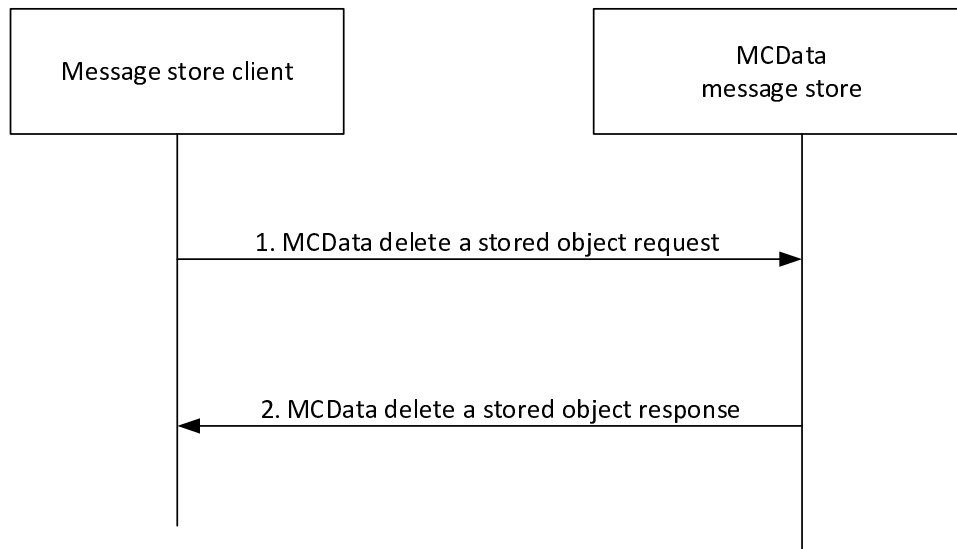 Message store client
MCData
message store
1. MCData delete a stored object request
2. MCData delete a stored object response